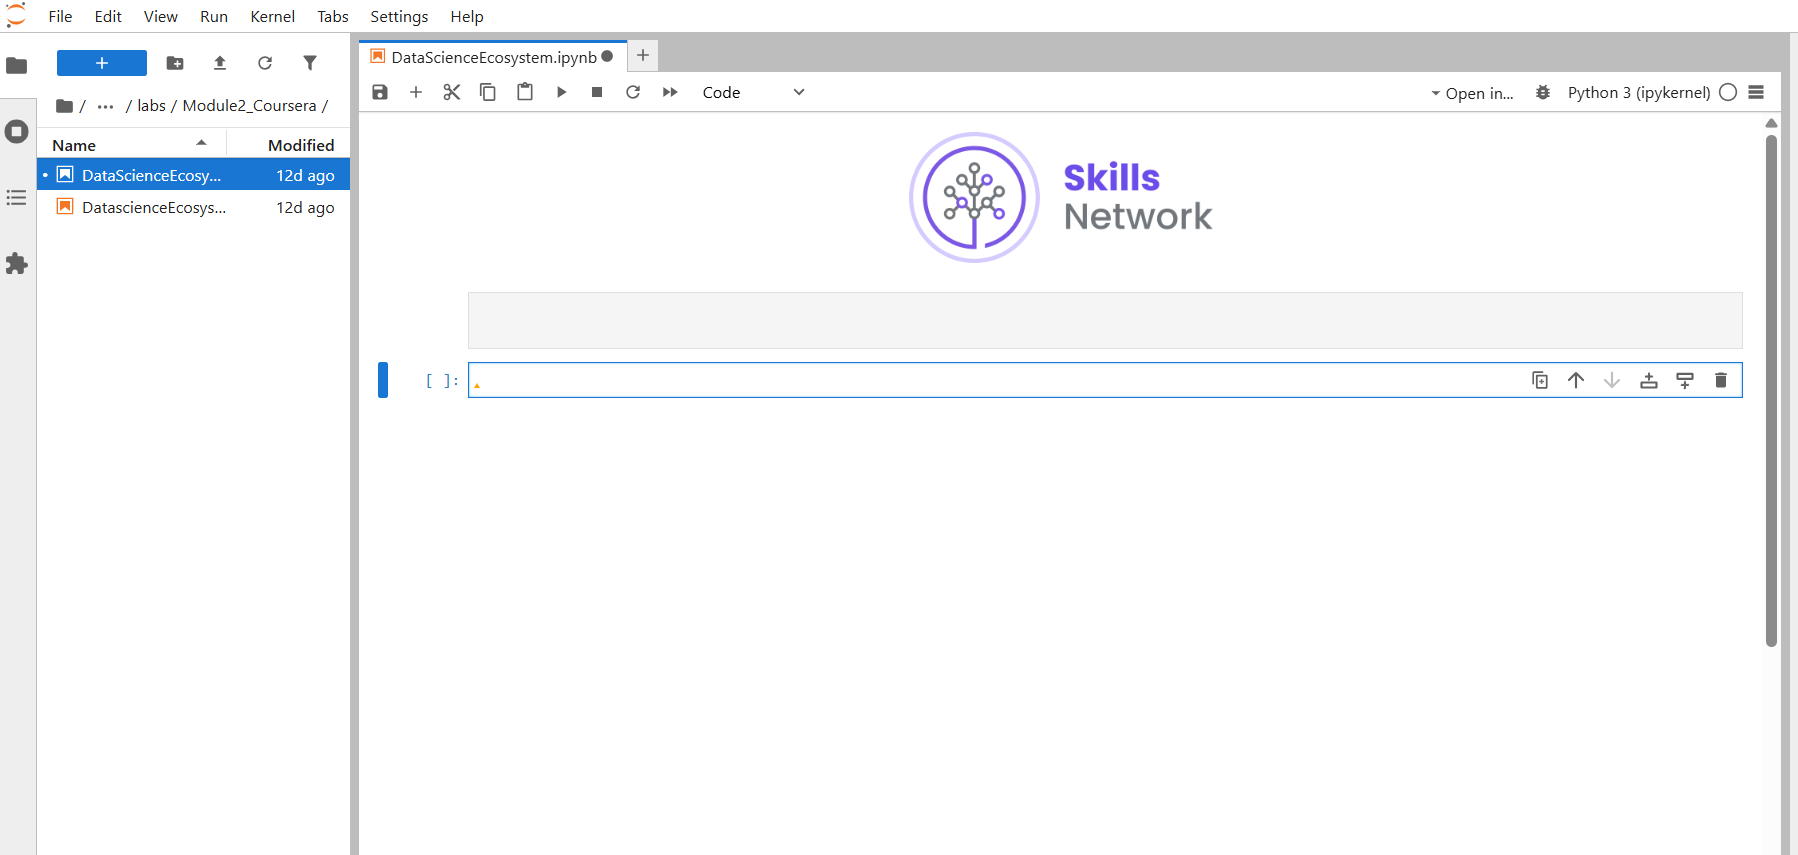 File Edit View Run Kernel Tabs Settings Help
DataScienceEcosystem.ipynb
Code
Open in...
Python 3 (ipykernel)
/ ... / labs / Module2_Coursera /
Name Modified
DataScienceEcosy... 12d ago
DatascienceEcosys... 12d ago
Skills
Network
[ ]: